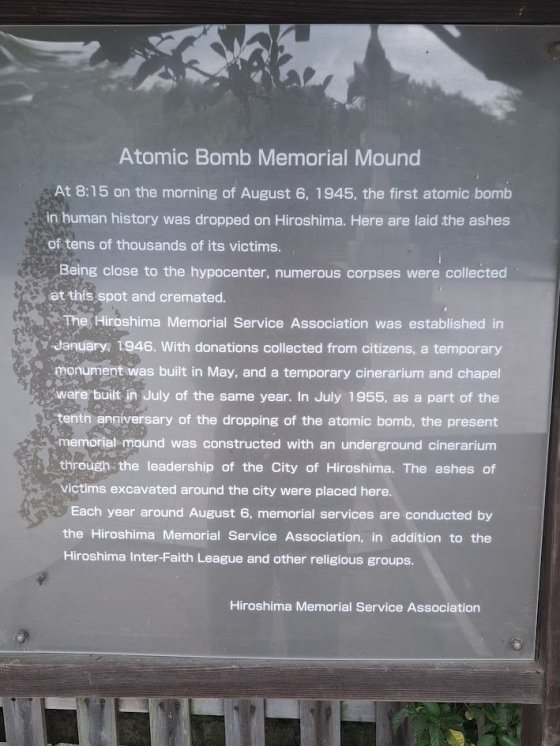 Atomic Bomb Memorial Mound
At 8:15 on the morning of August 6, 1945, the first atomic bomb
in human history was dropped on Hiroshima. Here are laid the ashes
of tens of thousands of its victims.
Being close to the hypocenter, numerous corpses were collected
at this spot and cremated.
The Hiroshima Memorial Service Association was established in
January, 1946. With donations collected from citizens, a temporary
monument was built in May, and a temporary cinerarium and chapel
were built in July of the same year. In July 1955, as a part of the
tenth anniversary of the dropping of the atomic bomb, the present
memorial mound was constructed with an underground cinerarium
through the leadership of the City of Hiroshima. The ashes of
victims excavated around the city were placed here.
Each year around August 6, memorial services are conducted by
the Hiroshima Memorial Service Association, in addition to the
Hiroshima Inter-Faith League and other religious groups.
Hiroshima Memorial Service Association